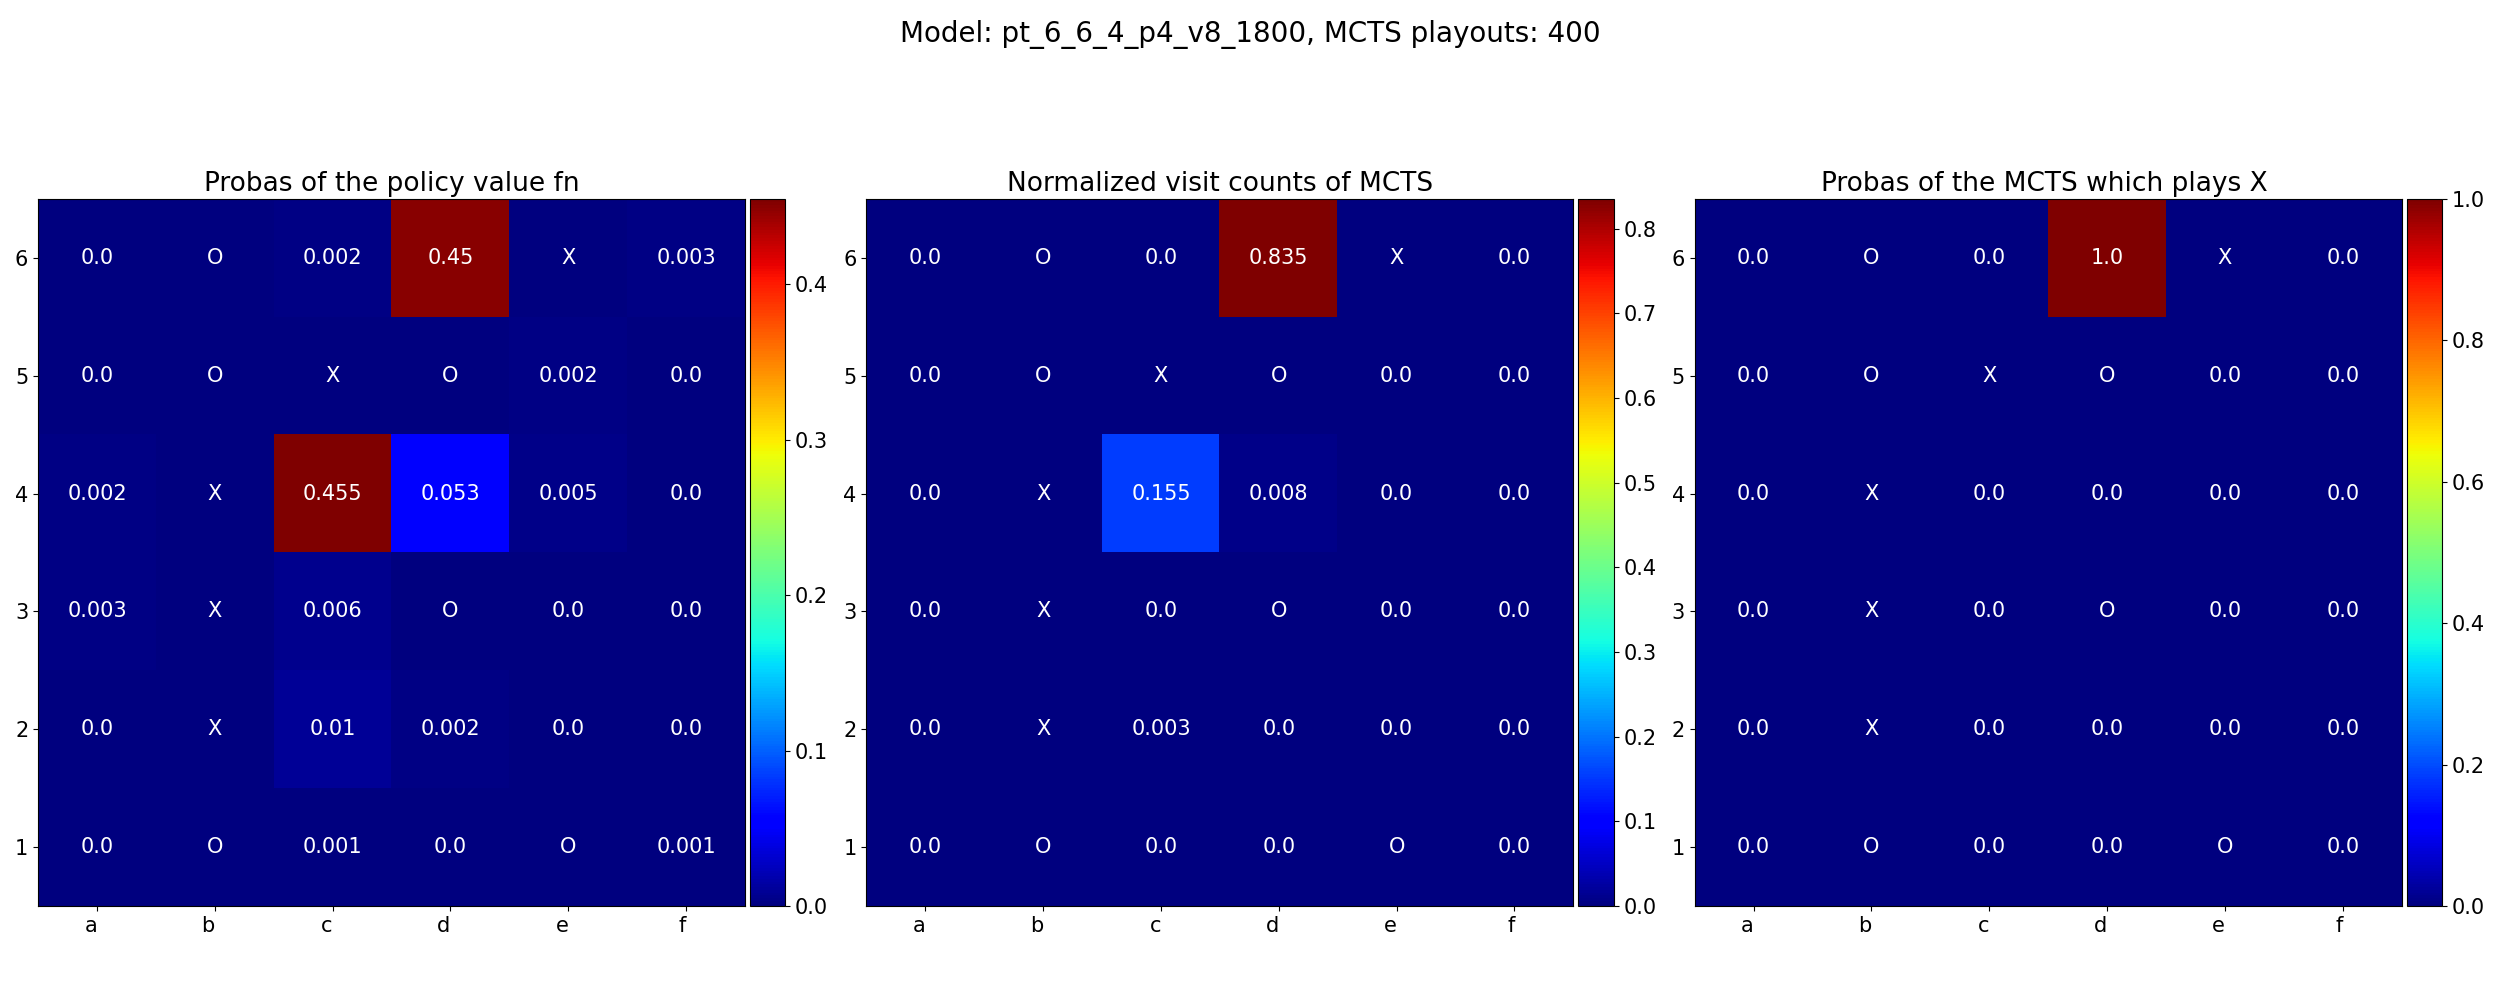 Model: pt_6_6_4_p4_v8_1800, MCTS playouts: 400
Probas of the policy value fn
6 0.0 O 0.002 0.45 X 0.003
5 0.0 O X O 0.002 0.0
4 0.002 X 0.455 0.053 0.005 0.0
3 0.003 X 0.006 O 0.0 0.0
2 0.0 X 0.01 0.002 0.0 0.0
1 0.0 O 0.001 0.0 O 0.001
a b c d e f
0.4
0.3
0.2
0.1
0.0
Normalized visit counts of MCTS
6 0.0 O 0.0 0.835 X 0.0
5 0.0 O X O 0.0 0.0
4 0.0 X 0.155 0.008 0.0 0.0
3 0.0 X 0.0 O 0.0 0.0
2 0.0 X 0.003 0.0 0.0 0.0
1 0.0 O 0.0 0.0 O 0.0
a b c d e f
0.8
0.7
0.6
0.5
0.4
0.3
0.2
0.1
0.0
Probas of the MCTS which plays X
6 0.0 O 0.0 1.0 X 0.0
5 0.0 O X O 0.0 0.0
4 0.0 X 0.0 0.0 0.0 0.0
3 0.0 X 0.0 O 0.0 0.0
2 0.0 X 0.0 0.0 0.0 0.0
1 0.0 O 0.0 0.0 O 0.0
a b c d e f
1.0
0.8
0.6
0.4
0.2
0.0